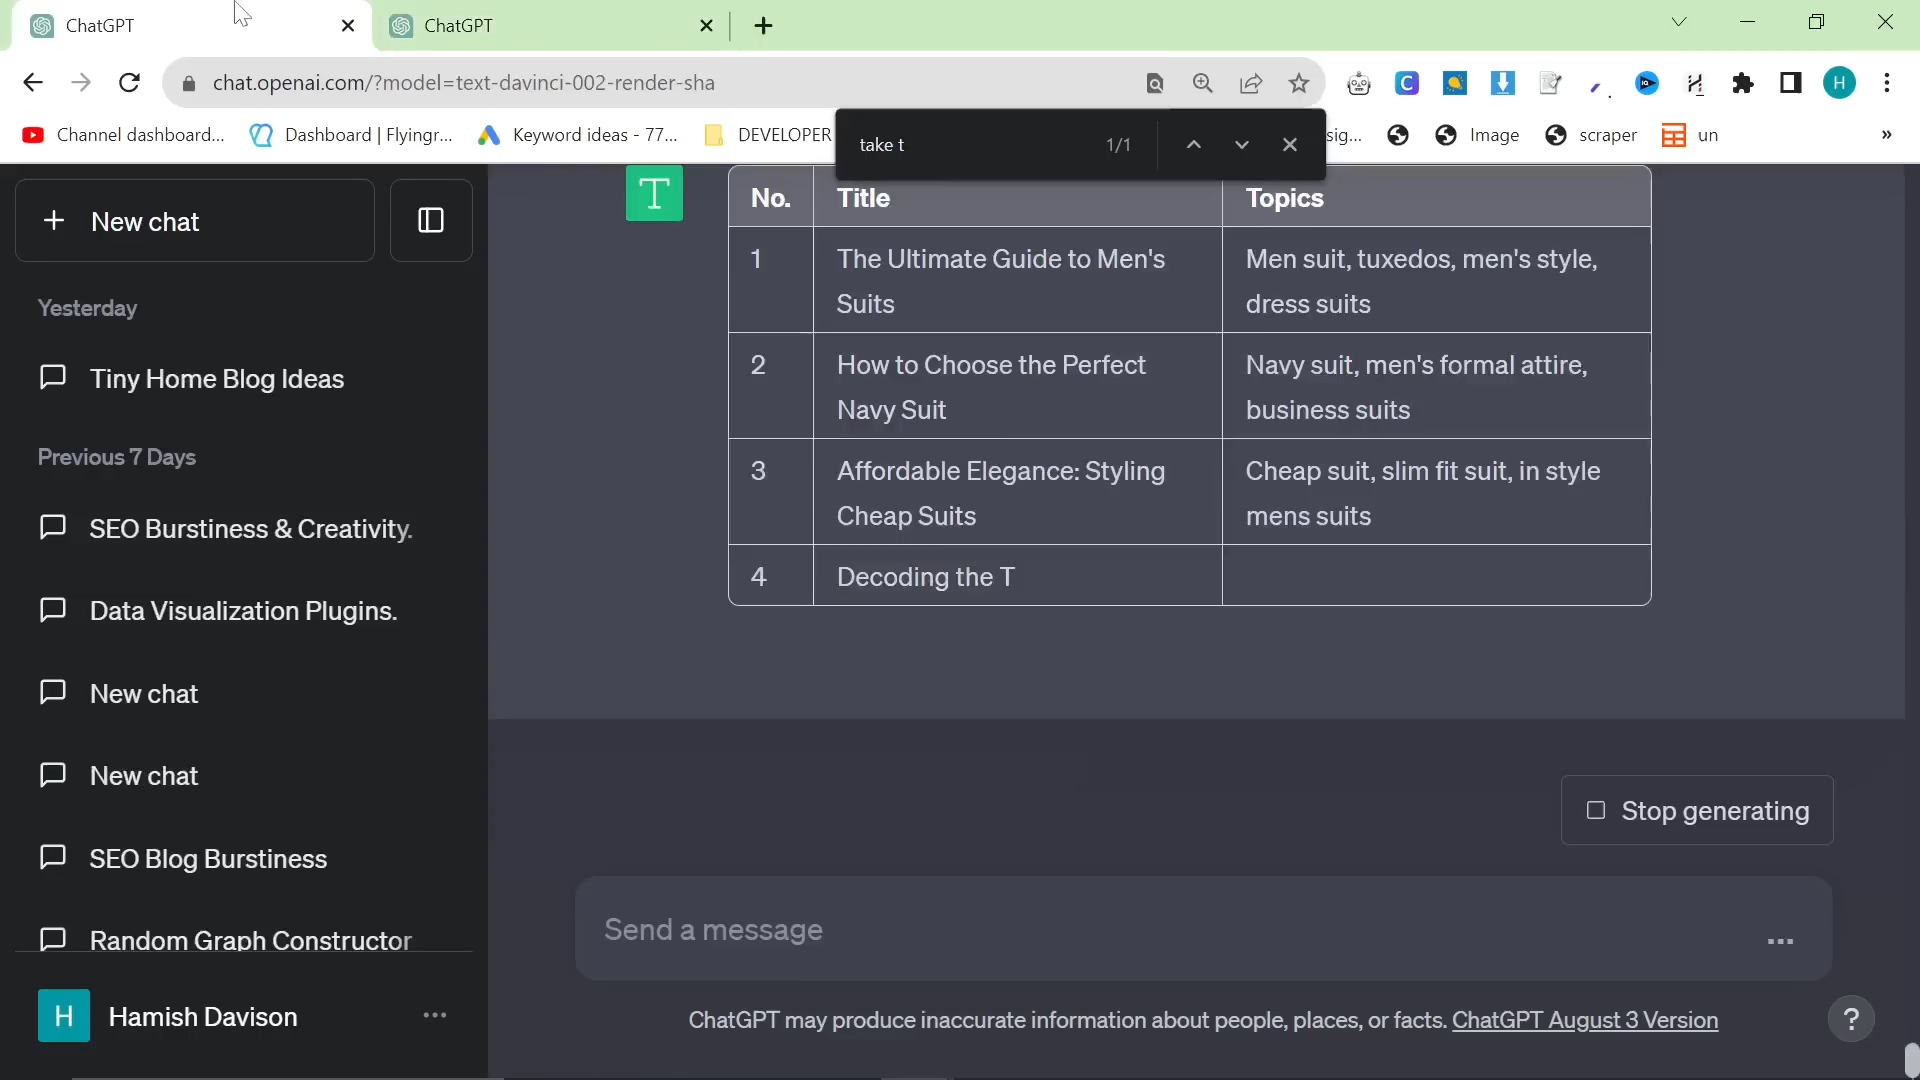 ChatGPT
ChatGPT
chat.openai.com/?model=text-davinci-002-render-sha
C
H
Channel dashboard...
Dashboard | Flyingr...
Keyword ideas - 77...
DEVELOPER
sig...
Image
scraper
un
»
take t 1/1
New chat
Yesterday
Tiny Home Blog Ideas
Previous 7 Days
SEO Burstiness & Creativity.
Data Visualization Plugins.
New chat
New chat
SEO Blog Burstiness
Random Graph Constructor
H Hamish Davison
T
No. Title Topics
1 The Ultimate Guide to Men's Men suit, tuxedos, men's style,
Suits dress suits
2 How to Choose the Perfect Navy suit, men's formal attire,
Navy Suit business suits
3 Affordable Elegance: Styling Cheap suit, slim fit suit, in style
Cheap Suits mens suits
4 Decoding the T
Stop generating
Send a message
ChatGPT may produce inaccurate information about people, places, or facts. ChatGPT August 3 Version
?